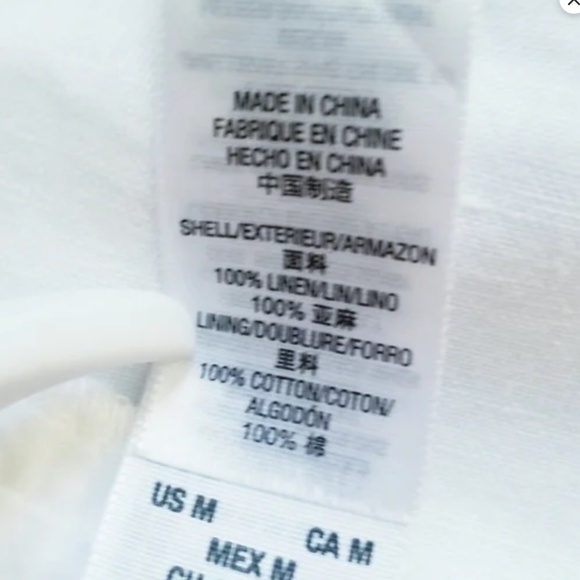 MADE IN CHINA
FABRIQUE EN CHINE
HECHO EN CHINA
中国制造
SHELL/EXTERIEUR/ARMAZON
面料
100% LINEN/LIN/LINO
100% 亚麻
LINING/DOUBLURE/FORRO
里料
100% COTTON/COTON/
ALGODÓN
100% 棉
US M
CA M
MEX M